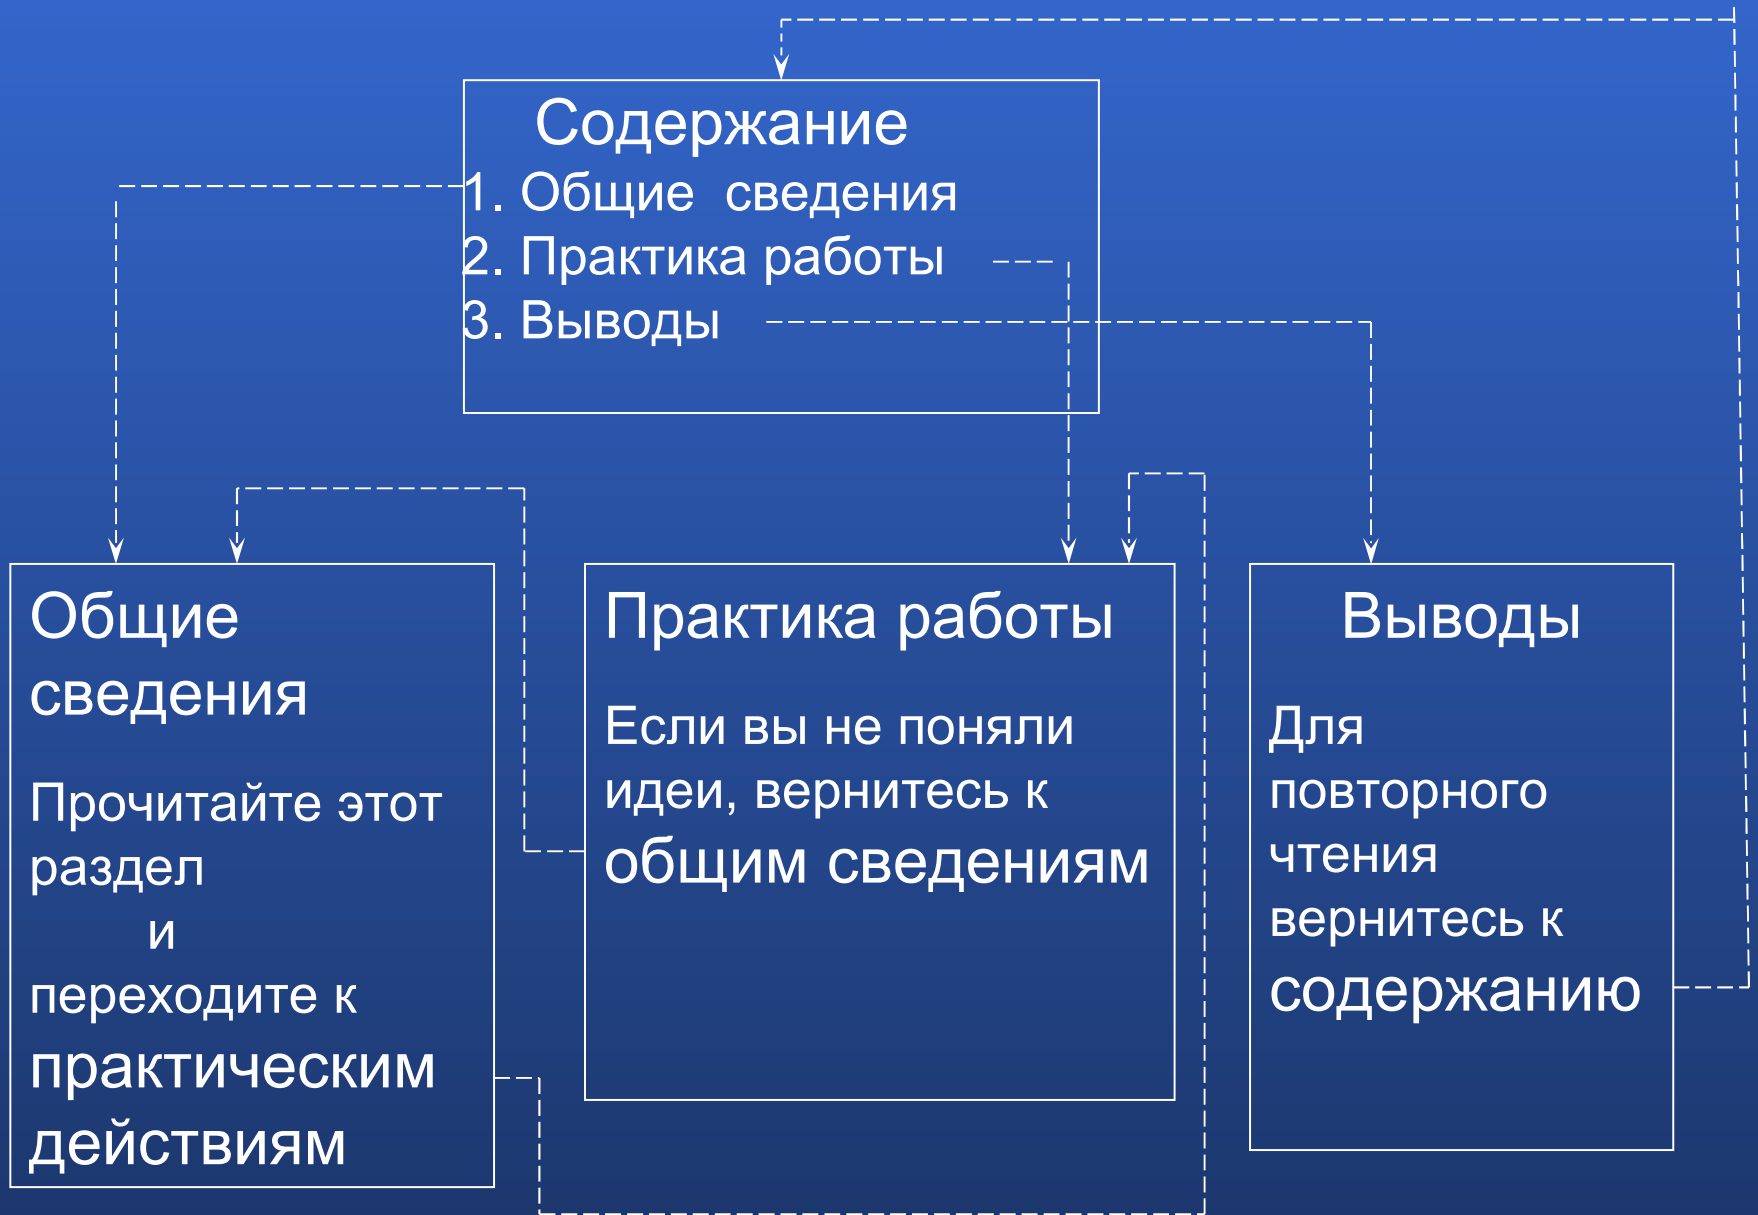 Содержание
1. Общие сведения
2. Практика работы
3. Выводы
Общие
сведения
Прочитайте этот
раздел
и
переходите к
практическим
действиям
Практика работы
Если вы не поняли
идеи, вернитесь к
общим сведениям
Выводы
Для
повторного
чтения
вернитесь к
содержанию